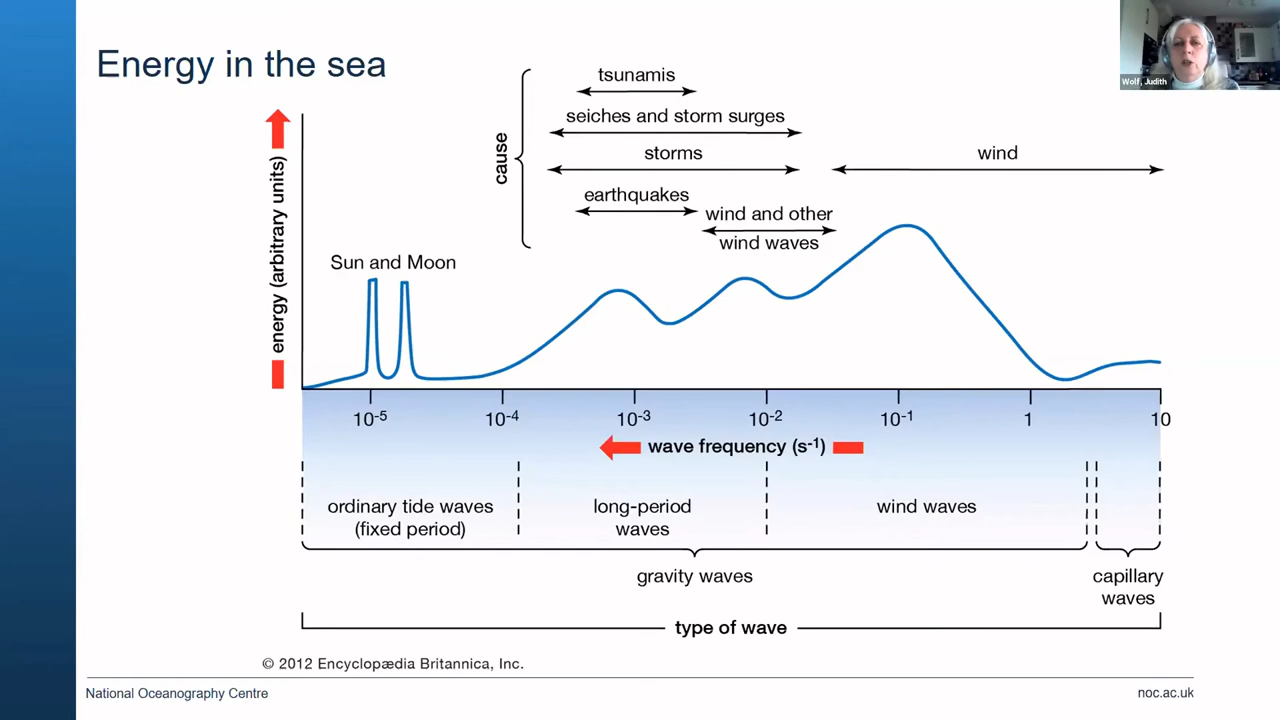 Energy in the sea
Wolf, Judith
tsunamis
seiches and storm surges
storms
wind
earthquakes
wind and other
wind waves
cause
energy (arbitrary units)
Sun and Moon
10-5
10-4
10-3
10-2
10-1
1
10
wave frequency (s-1)
ordinary tide waves
(fixed period)
long-period
waves
wind waves
gravity waves
capillary
waves
type of wave
© 2012 Encyclopædia Britannica, Inc.
National Oceanography Centre
noc.ac.uk